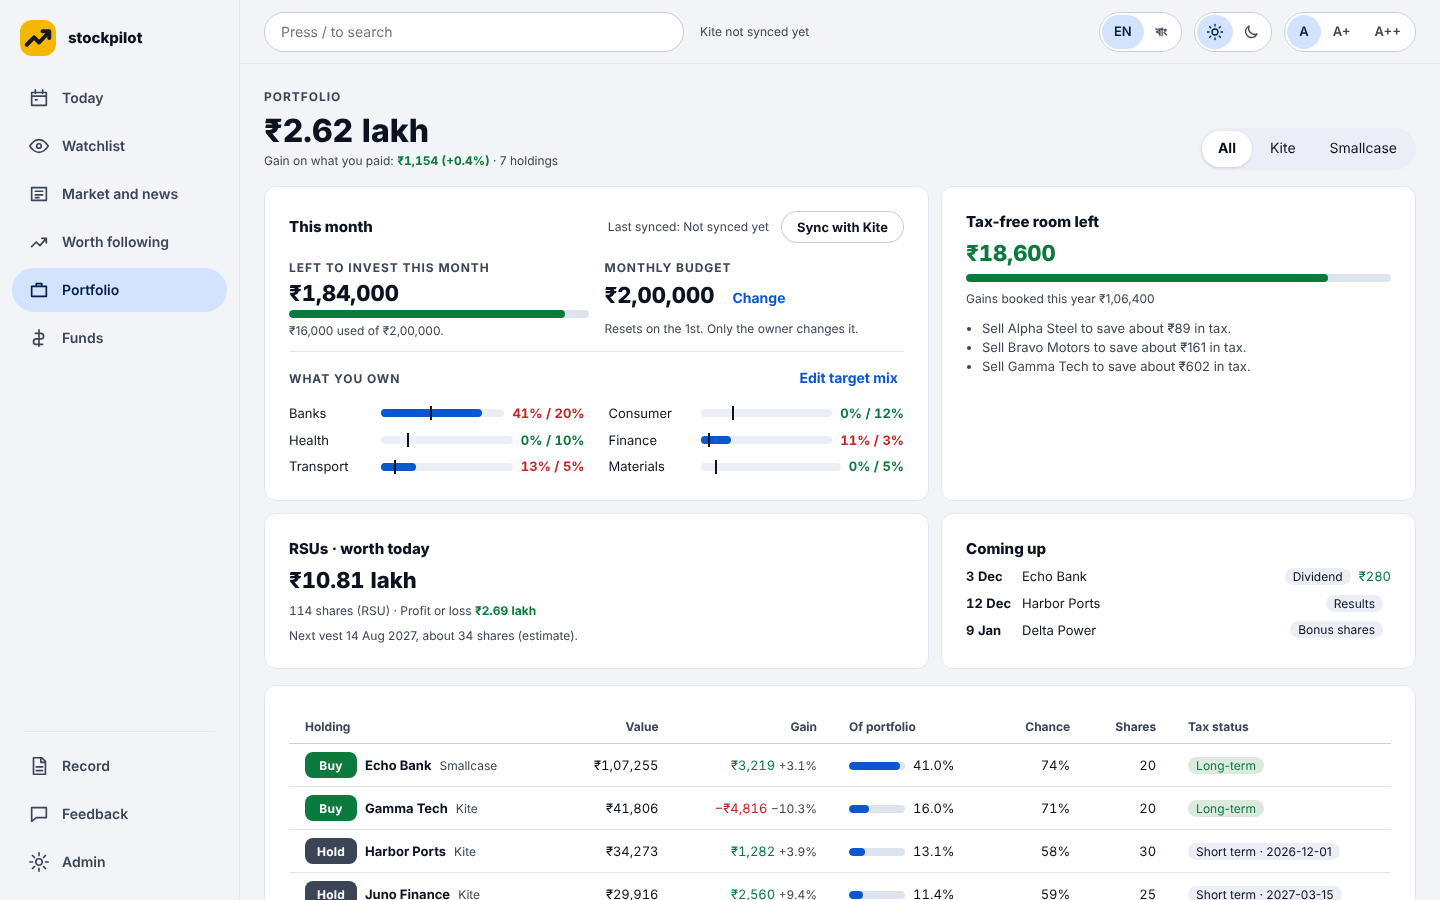 stockpilot
Press / to search
Kite not synced yet
EN বাং
A A+ A++
Today
Watchlist
Market and news
Worth following
Portfolio
Funds
Record
Feedback
Admin
PORTFOLIO
₹2.62 lakh
Gain on what you paid: ₹1,154 (+0.4%) · 7 holdings
All Kite Smallcase
This month
Last synced: Not synced yet Sync with Kite
LEFT TO INVEST THIS MONTH
₹1,84,000
₹16,000 used of ₹2,00,000.
MONTHLY BUDGET
₹2,00,000 Change
Resets on the 1st. Only the owner changes it.
WHAT YOU OWN Edit target mix
Banks 41% / 20% Consumer 0% / 12%
Health 0% / 10% Finance 11% / 3%
Transport 13% / 5% Materials 0% / 5%
Tax-free room left
₹18,600
Gains booked this year ₹1,06,400
• Sell Alpha Steel to save about ₹89 in tax.
• Sell Bravo Motors to save about ₹161 in tax.
• Sell Gamma Tech to save about ₹602 in tax.
RSUs · worth today
₹10.81 lakh
114 shares (RSU) · Profit or loss ₹2.69 lakh
Next vest 14 Aug 2027, about 34 shares (estimate).
Coming up
3 Dec Echo Bank Dividend ₹280
12 Dec Harbor Ports Results
9 Jan Delta Power Bonus shares
Holding Value Gain Of portfolio Chance Shares Tax status
Buy Echo Bank Smallcase ₹1,07,255 ₹3,219 +3.1% 41.0% 74% 20 Long-term
Buy Gamma Tech Kite ₹41,806 −₹4,816 −10.3% 16.0% 71% 20 Long-term
Hold Harbor Ports Kite ₹34,273 ₹1,282 +3.9% 13.1% 58% 30 Short term · 2026-12-01
Hold Juno Finance Kite ₹29,916 ₹2,560 +9.4% 11.4% 59% 25 Short term · 2027-03-15